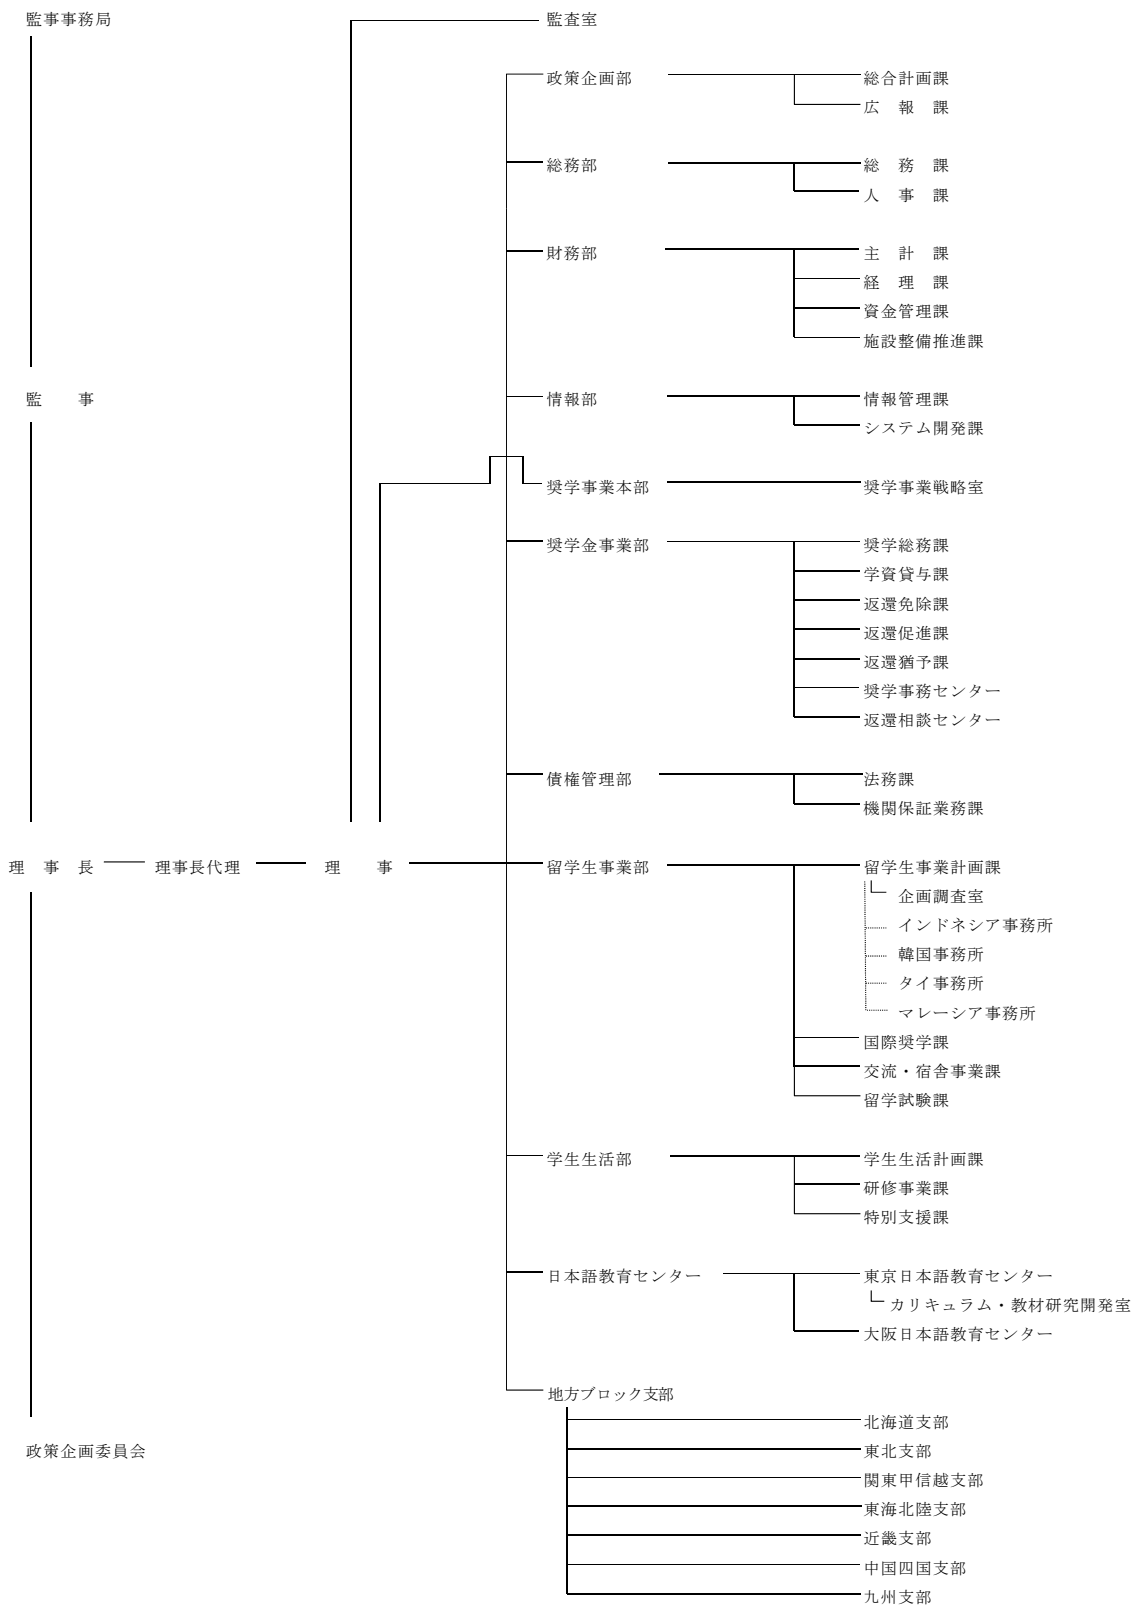 監事事務局　監査室
政策企画部　総合計画課
広　報　課
総務部　総　務　課
人　事　課
財務部　主　計　課
経　理　課
資金管理課
施設整備推進課
監　　事　情報部　情報管理課
システム開発課
奨学事業本部　奨学事業戦略室
奨学金事業部　奨学総務課
学資貸与課
返還免除課
返還促進課
返還猶予課
奨学事務センター
返還相談センター
債権管理部　法務課
機関保証業務課
理　事　長　理事長代理　理　　事　留学生事業部　留学生事業計画課
企画調査室
インドネシア事務所
韓国事務所
タイ事務所
マレーシア事務所
国際奨学課
交流・宿舎事業課
留学試験課
学生生活部　学生生活計画課
研修事業課
特別支援課
日本語教育センター　東京日本語教育センター
カリキュラム・教材研究開発室
大阪日本語教育センター
地方ブロック支部
北海道支部
政策企画委員会　東北支部
関東甲信越支部
東海北陸支部
近畿支部
中国四国支部
九州支部